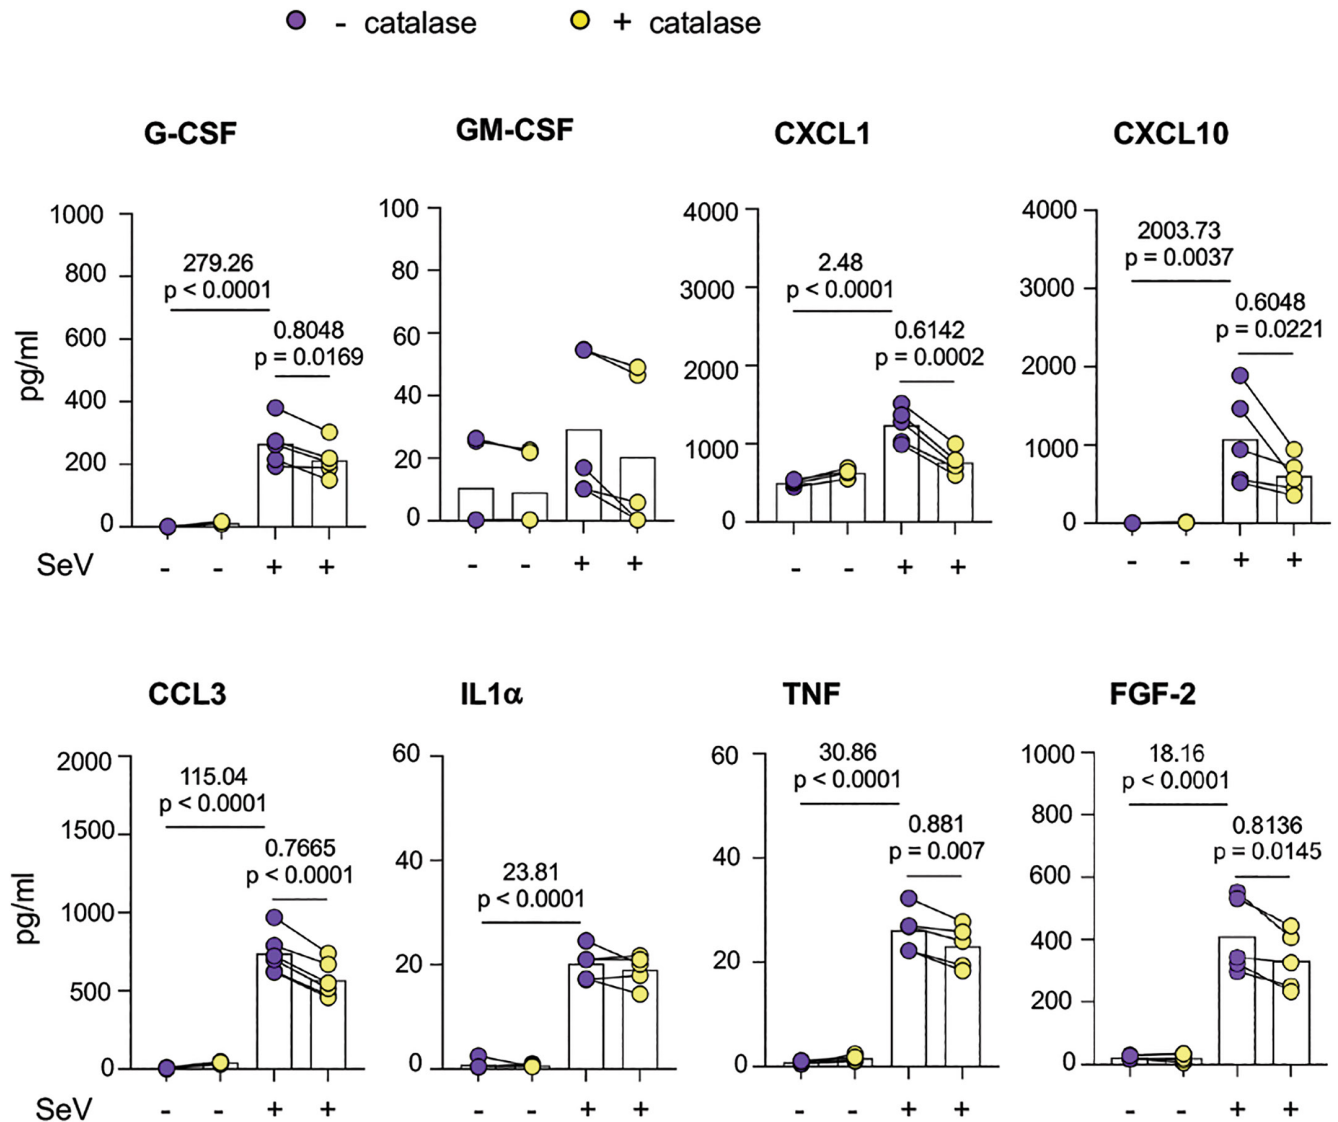 - catalase + catalase
G-CSF GM-CSF CXCL1 CXCL10
1000
800
600
400
200
0
pg/ml
279.26
p < 0.0001
0.8048
p = 0.0169
100
80
60
40
20
0
4000
3000
2000
1000
0
2.48
p < 0.0001
0.6142
p = 0.0002
4000
3000
2000
1000
0
2003.73
p = 0.0037
0.6048
p = 0.0221
SeV - - + + - - + + - - + + - - + +
CCL3 IL1α TNF FGF-2
2000
1500
1000
500
0
pg/ml
115.04
p < 0.0001
0.7665
p < 0.0001
60
40
20
0
23.81
p < 0.0001
60
40
20
0
30.86
p < 0.0001
0.881
p = 0.007
1000
800
600
400
200
0
18.16
p < 0.0001
0.8136
p = 0.0145
SeV - - + + - - + + - - + + - - + +